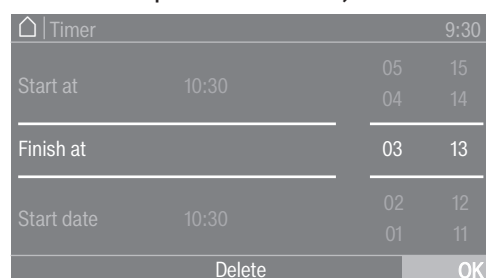 Timer 9:30
05 15
Start at 10:30
04 14
Finish at 03 13
02 12
Start date 10:30
01 11
Delete OK